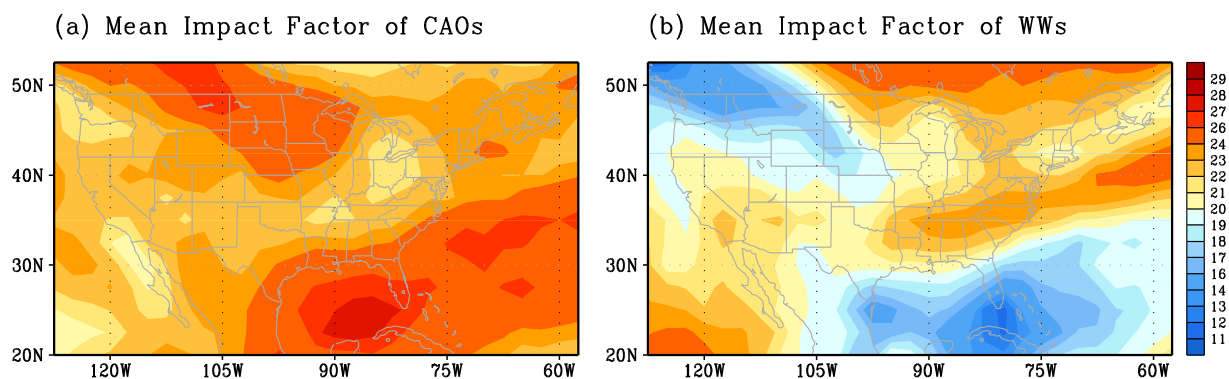 (a) Mean Impact Factor of CAOs
50N
40N
30N
20N
120W 105W 90W 75W 60W
(b) Mean Impact Factor of WWs
50N
40N
30N
20N
120W 105W 90W 75W 60W
29
28
27
26
24
23
22
21
20
19
18
17
16
14
13
12
11